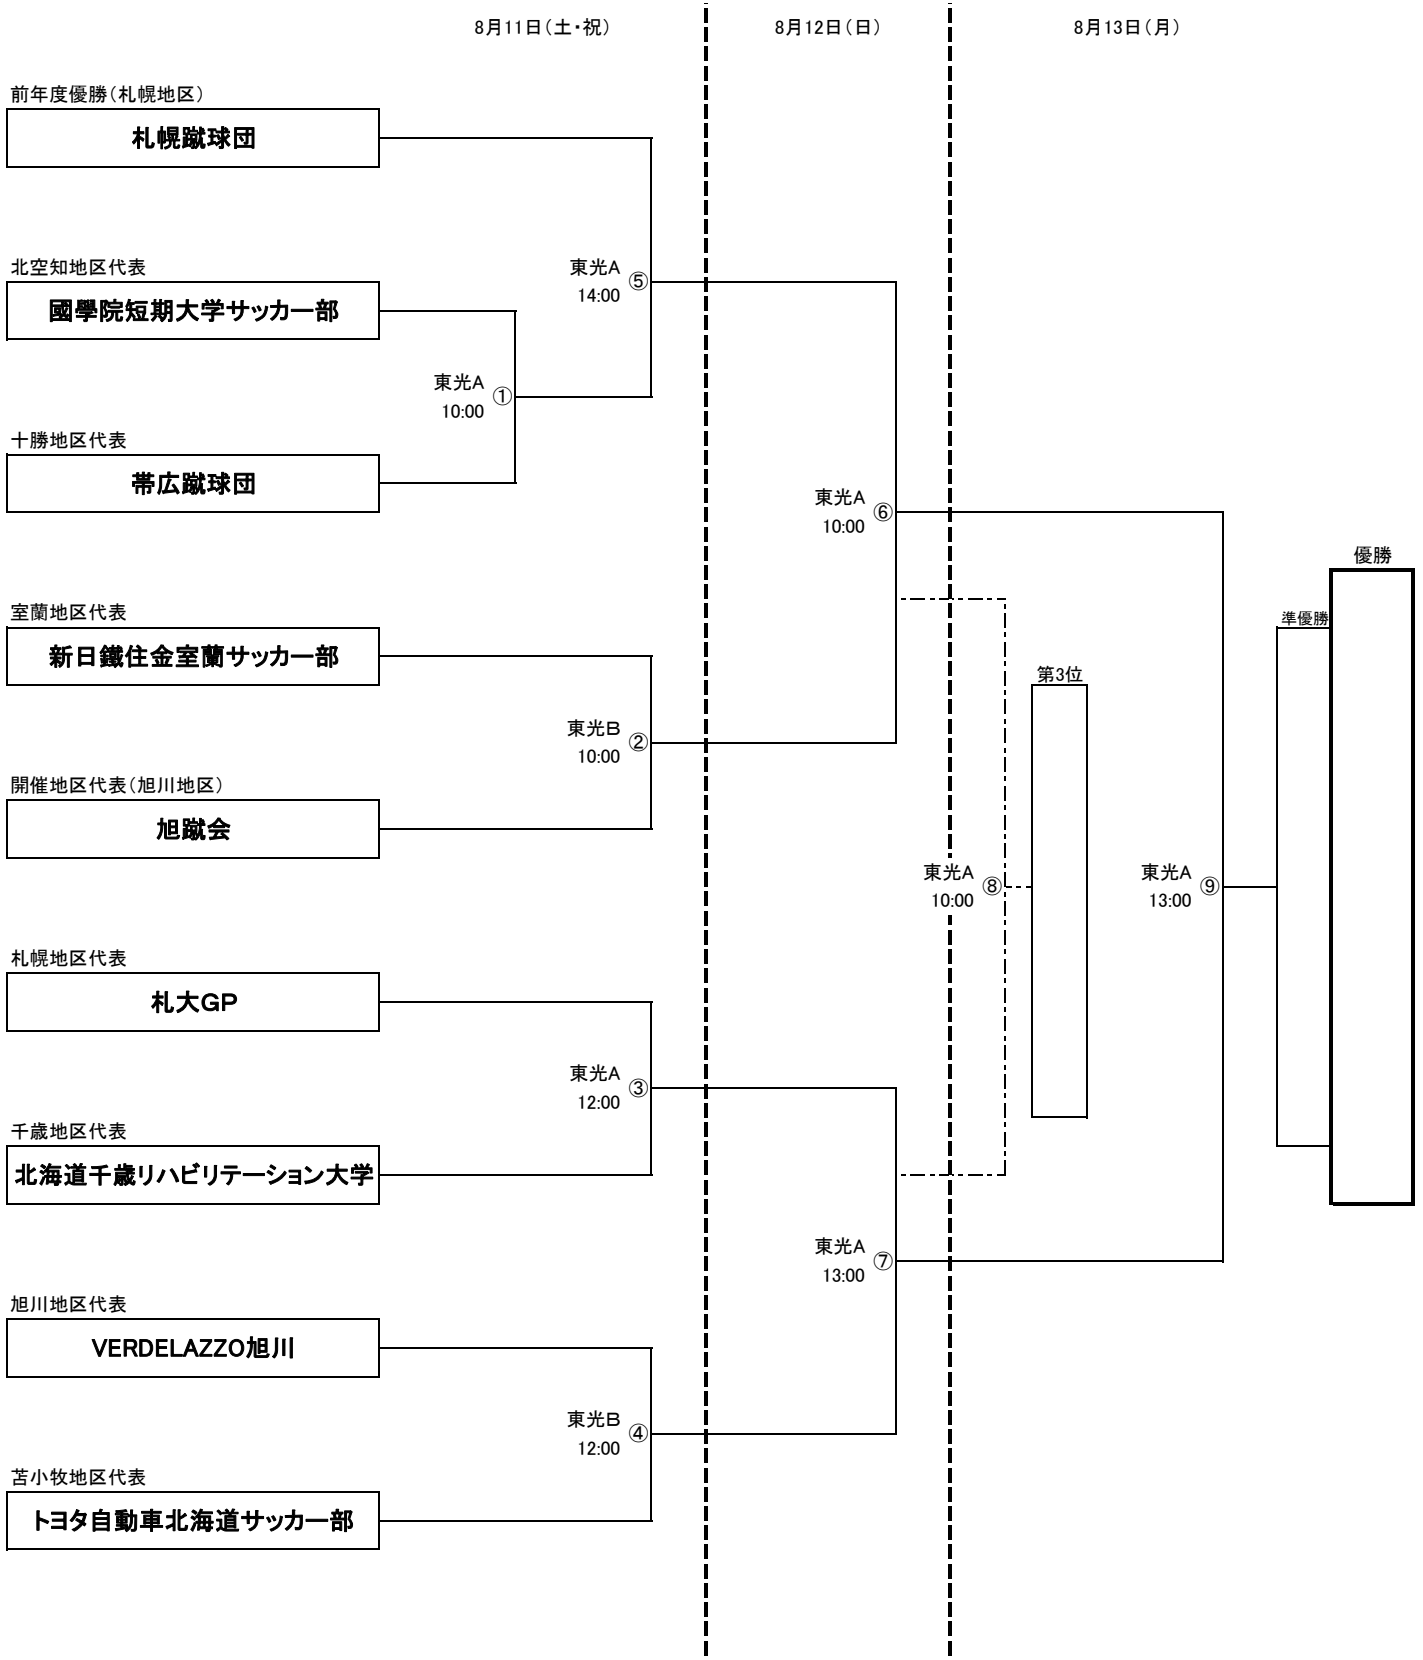 8月11日(土・祝)
8月12日(日)
8月13日(月)
前年度優勝(札幌地区)
札幌蹴球団
北空知地区代表
國學院短期大学サッカー部
東光A
14:00
⑤
東光A
10:00
①
十勝地区代表
帯広蹴球団
東光A
10:00
⑥
優勝
準優勝
室蘭地区代表
新日鐵住金室蘭サッカー部
第3位
東光B
10:00
②
開催地区代表(旭川地区)
旭蹴会
東光A
10:00
⑧
東光A
13:00
⑨
札幌地区代表
札大GP
東光A
12:00
③
千歳地区代表
北海道千歳リハビリテーション大学
東光A
13:00
⑦
旭川地区代表
VERDELAZZO旭川
東光B
12:00
④
苫小牧地区代表
トヨタ自動車北海道サッカー部